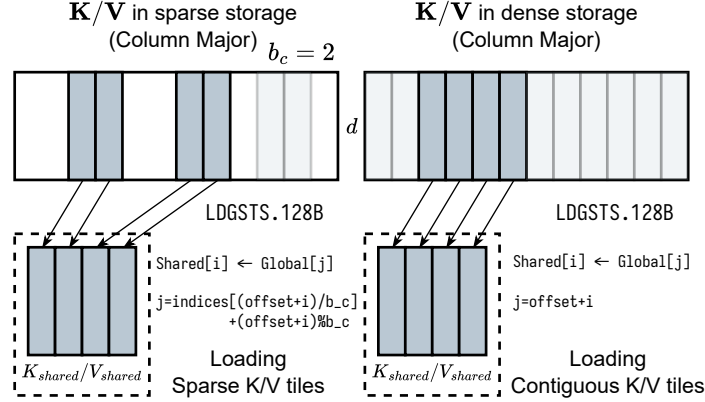 K/V in sparse storage
(Column Major)
b_c = 2
K/V in dense storage
(Column Major)
d
LDGSTS.128B
LDGSTS.128B
Shared[i] ← Global[j]
j=indices[(offset+i)/b_c]
+(offset+i)%b_c
K_shared/V_shared
Loading
Sparse K/V tiles
Shared[i] ← Global[j]
j=offset+i
K_shared/V_shared
Loading
Contiguous K/V tiles